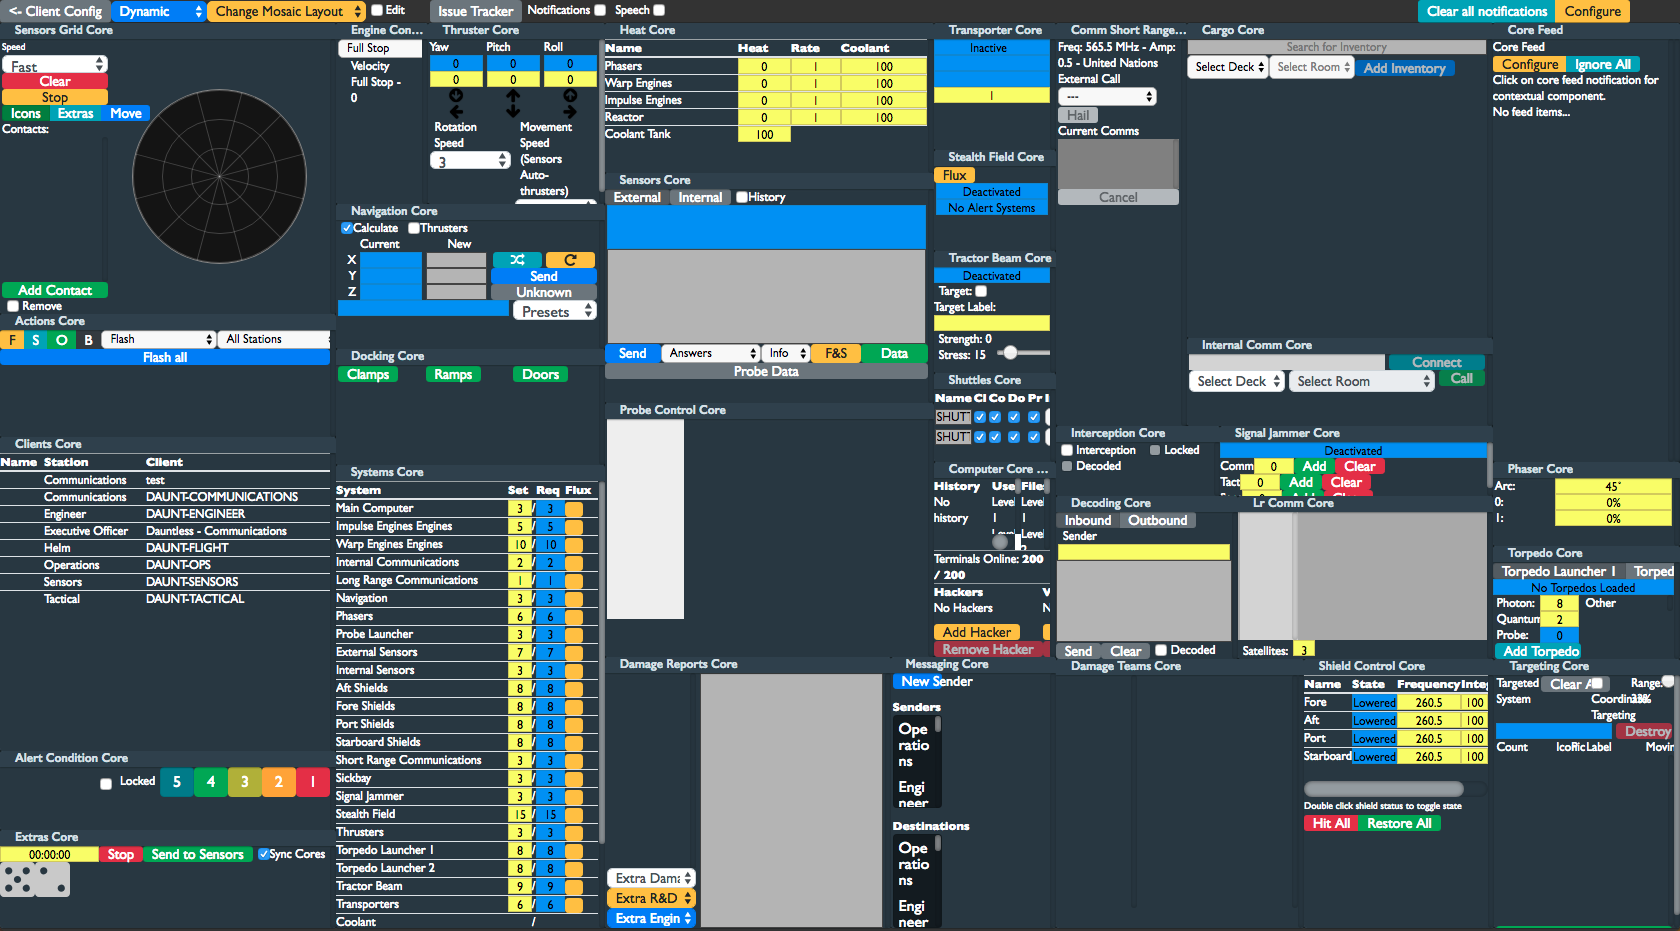 <- Client Config Dynamic Change Mosaic Layout Edit Issue Tracker Notifications Speech Clear all notifications Configure
Sensors Grid Core
Speed
Fast
Clear
Stop
Icons Extras Move
Contacts:
Add Contact
Remove
Actions Core
F S O B Flash All Stations
Flash all
Clients Core
Name Station Client
Communications test
Communications DAUNT-COMMUNICATIONS
Engineer DAUNT-ENGINEER
Executive Officer Dauntless - Communications
Helm DAUNT-FLIGHT
Operations DAUNT-OPS
Sensors DAUNT-SENSORS
Tactical DAUNT-TACTICAL
Alert Condition Core
Locked 5 4 3 2 1
Extras Core
00:00:00 Stop Send to Sensors Sync Cores
Engine Con...
Full Stop
Velocity
Full Stop -
0
Thruster Core
Yaw Pitch Roll
0 0 0
0 0 0
Rotation
Speed
3
Movement
Speed
(Sensors
Auto-
thrusters)
Navigation Core
Calculate Thrusters
Current New
X
Y Send
Z Unknown
Presets
Docking Core
Clamps Ramps Doors
Systems Core
System Set Req Flux
Main Computer 3 / 3
Impulse Engines Engines 5 / 5
Warp Engines Engines 10 / 10
Internal Communications 2 / 2
Long Range Communications 1 / 1
Navigation 3 / 3
Phasers 6 / 6
Probe Launcher 3 / 3
External Sensors 7 / 7
Internal Sensors 3 / 3
Aft Shields 8 / 8
Fore Shields 8 / 8
Port Shields 8 / 8
Starboard Shields 8 / 8
Short Range Communications 3 / 3
Sickbay 3 / 3
Signal Jammer 3 / 3
Stealth Field 15 / 15
Thrusters 3 / 3
Torpedo Launcher 1 8 / 8
Torpedo Launcher 2 8 / 8
Tractor Beam 9 / 9
Transporters 6 / 6
Coolant /
Heat Core
Name Heat Rate Coolant
Phasers 0 1 100
Warp Engines 0 1 100
Impulse Engines 0 1 100
Reactor 0 1 100
Coolant Tank 100
Sensors Core
External Internal History
Send Answers Info F&S Data
Probe Data
Probe Control Core
Damage Reports Core
Extra Dama
Extra R&D
Extra Engin
Messaging Core
New Sender
Senders
Ope
ratio
ns
Engi
neer
Destinations
Ope
ratio
ns
Engi
neer
Transporter Core
Inactive
1
Stealth Field Core
Flux
Deactivated
No Alert Systems
Tractor Beam Core
Deactivated
Target:
Target Label:
Strength: 0
Stress: 15
Shuttles Core
Name Cl Co Do Pr I
SHUT
SHUT
Computer Core ...
History Use Files
No Level Level
history 1 1
Level Level
Terminals Online: 200
/ 200
Hackers V
No Hackers N
Add Hacker
Remove Hacker
Comm Short Range...
Freq: 565.5 MHz - Amp:
0.5 - United Nations
External Call
---
Hail
Current Comms
Cancel
Cargo Core
Search for Inventory
Select Deck Select Room Add Inventory
Internal Comm Core
Connect
Select Deck Select Room Call
Interception Core
Interception Locked
Decoded
Signal Jammer Core
Deactivated
Comm 0 Add Clear
Tact 0 Add Clear
Decoding Core
Inbound Outbound
Sender
Send Clear Decoded
Lr Comm Core
Satellites: 3
Damage Teams Core
Shield Control Core
Name State Frequency Integ
Fore Lowered 260.5 100
Aft Lowered 260.5 100
Port Lowered 260.5 100
Starboard Lowered 260.5 100
Double click shield status to toggle state
Hit All Restore All
Core Feed
Core Feed
Configure Ignore All
Click on core feed notification for
contextual component.
No feed items...
Phaser Core
Arc: 45°
0: 0%
1: 0%
Torpedo Core
Torpedo Launcher 1 Torped
No Torpedos Loaded
Photon: 8 Other
Quantum 2
Probe: 0
Add Torpedo
Targeting Core
Targeted Clear A Range:
System Coordina 33%
Targeting
Destroy
Count Ico Pic Label Movin